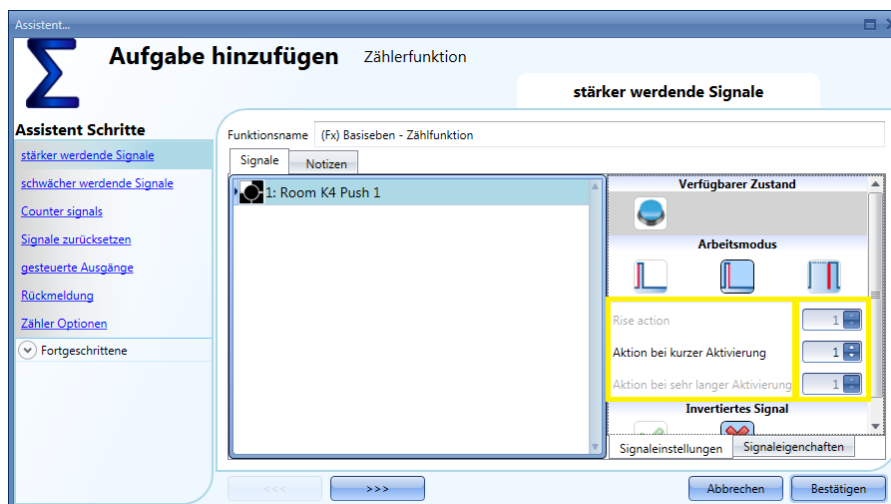 Assistent...
Aufgabe hinzufügen Zählerfunktion
stärker werdende Signale
Assistent Schritte
stärker werdende Signale
schwächer werdende Signale
Counter signals
Signale zurücksetzen
gesteuerte Ausgänge
Rückmeldung
Zähler Optionen
Fortgeschrittene
Funktionsname (Fx) Basiseben - Zählfunktion
Signale Notizen
1: Room K4 Push 1
Verfügbarer Zustand
Arbeitsmodus
Rise action 1
Aktion bei kurzer Aktivierung 1
Aktion bei sehr langer Aktivierung 1
Invertiertes Signal
Signaleinstellungen Signaleigenchaften
<<< >>> Abbrechen Bestätigen